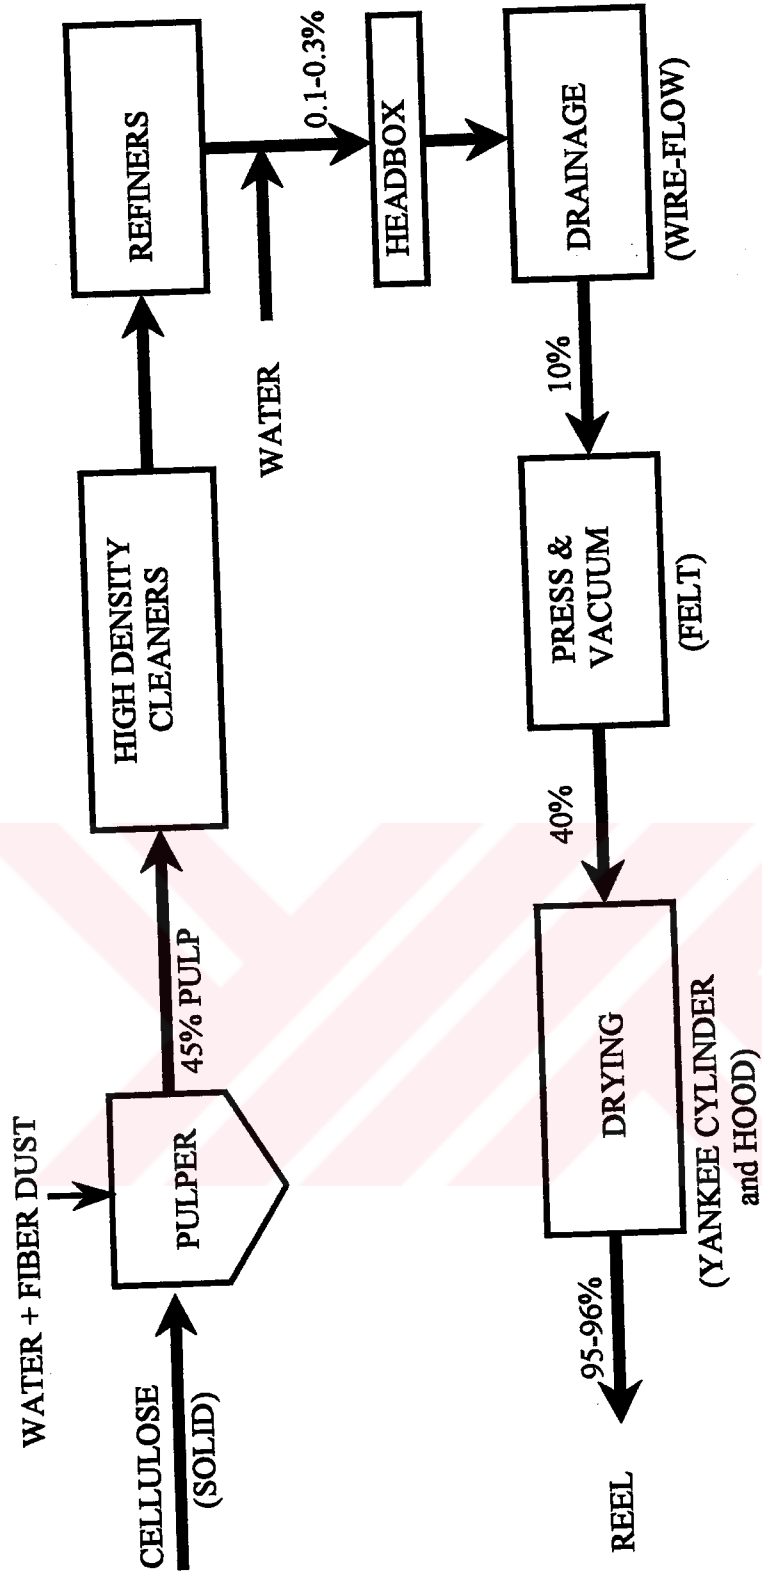 WATER + FIBER DUST
CELLULOSE
(SOLID)
PULPER
45% PULP
HIGH DENSITY
CLEANERS
REFINERS
WATER
0.1-0.3%
HEADBOX
DRAINAGE
(WIRE-FLOW)
10%
PRESS &
VACUUM
(FELT)
40%
DRYING
(YANKEE CYLINDER
and HOOD)
95-96%
REEL